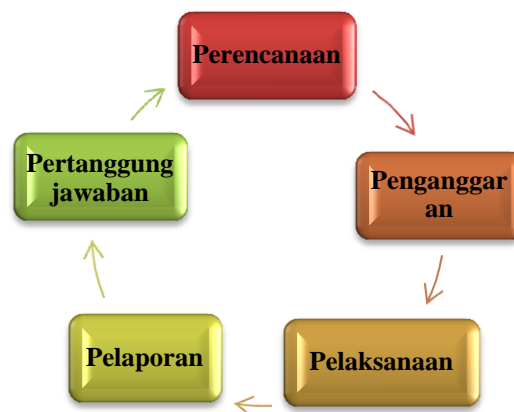 Perencanaan
Penganggar
an
Pelaksanaan
Pelaporan
Pertanggung
jawaban